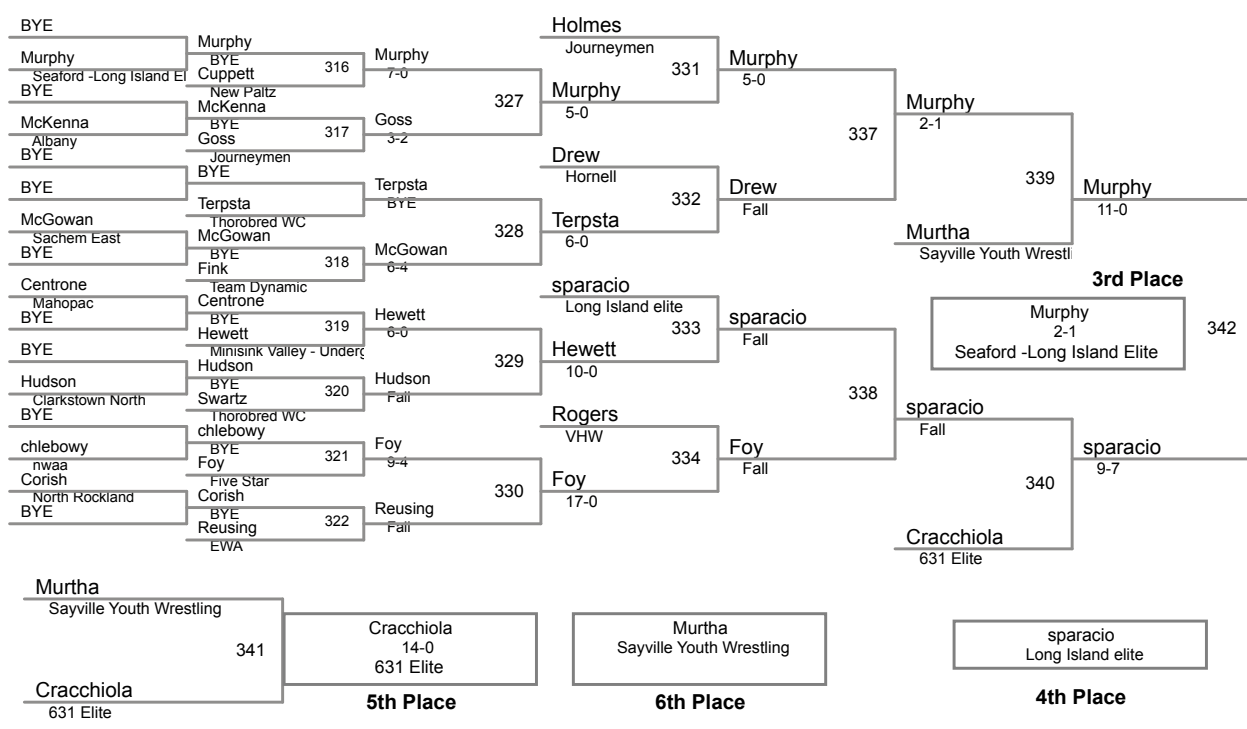 BYE
Murphy
Seaford -Long Island El
BYE
McKenna
Albany
BYE
BYE
McGowan
Sachem East
BYE
Centrone
Mahopac
BYE
BYE
Hudson
Clarkstown North
BYE
chlebowy
nwaa
Corish
North Rockland
BYE
Murphy
BYE
Cuppett
316
New Paltz
McKenna
BYE
Goss
317
Journeymen
BYE
Terpsta
Thorobred WC
McGowan
BYE
Fink
318
Team Dynamic
Centrone
BYE
Hewett
319
Minisink Valley - Underg
Hudson
BYE
Swartz
320
Thorobred WC
chlebowy
BYE
Foy
321
Five Star
Corish
BYE
Reusing
322
EWA
Murphy
7-0
327
Goss
3-2
Terpsta
BYE
328
McGowan
6-4
Hewett
6-0
329
Hudson
Fall
Foy
9-4
330
Reusing
Fall
Holmes
Journeymen
331
Murphy
5-0
Drew
Hornell
332
Terpsta
6-0
sparacio
Long Island elite
333
Hewett
10-0
Rogers
VHW
334
Foy
17-0
Murphy
5-0
337
Drew
Fall
sparacio
Fall
338
Foy
Fall
Murphy
2-1
339
Murtha
Sayville Youth Wrestli
sparacio
Fall
340
Cracchiola
631 Elite
Murphy
11-0
3rd Place
Murphy
2-1
Seaford -Long Island Elite
342
sparacio
9-7
Murtha
Sayville Youth Wrestling
341
Cracchiola
631 Elite
Cracchiola
14-0
631 Elite
5th Place
Murtha
Sayville Youth Wrestling
6th Place
sparacio
Long Island elite
4th Place